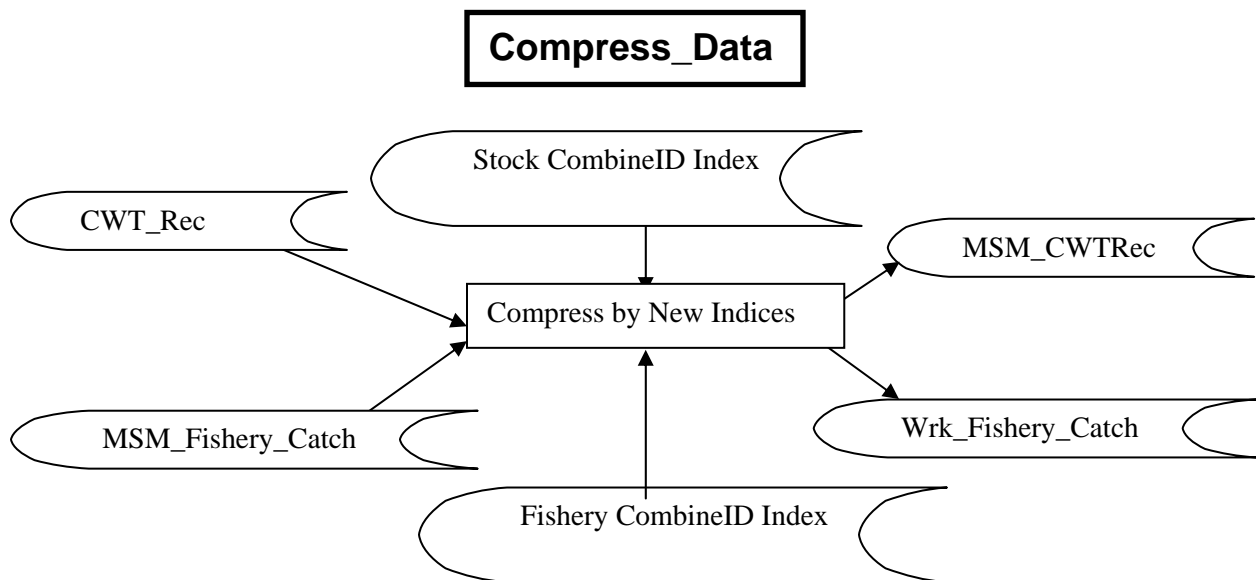 Compress_Data
Stock CombineID Index
CWT_Rec
MSM_CWTRec
Compress by New Indices
MSM_Fishery_Catch
Wrk_Fishery_Catch
Fishery CombineID Index